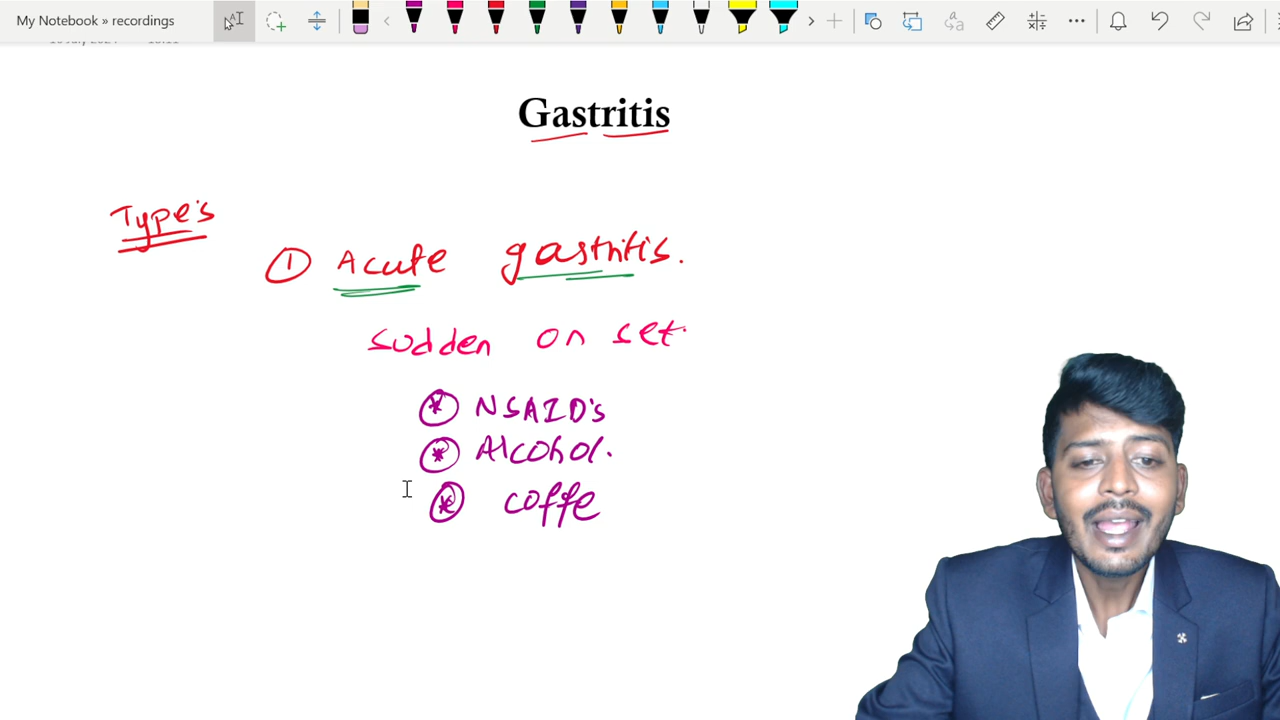 My Notebook » recordings
Gastritis
Type's
① Acute gastritis.
sudden on set.
* NSAID's
* Alcohol.
* coffe